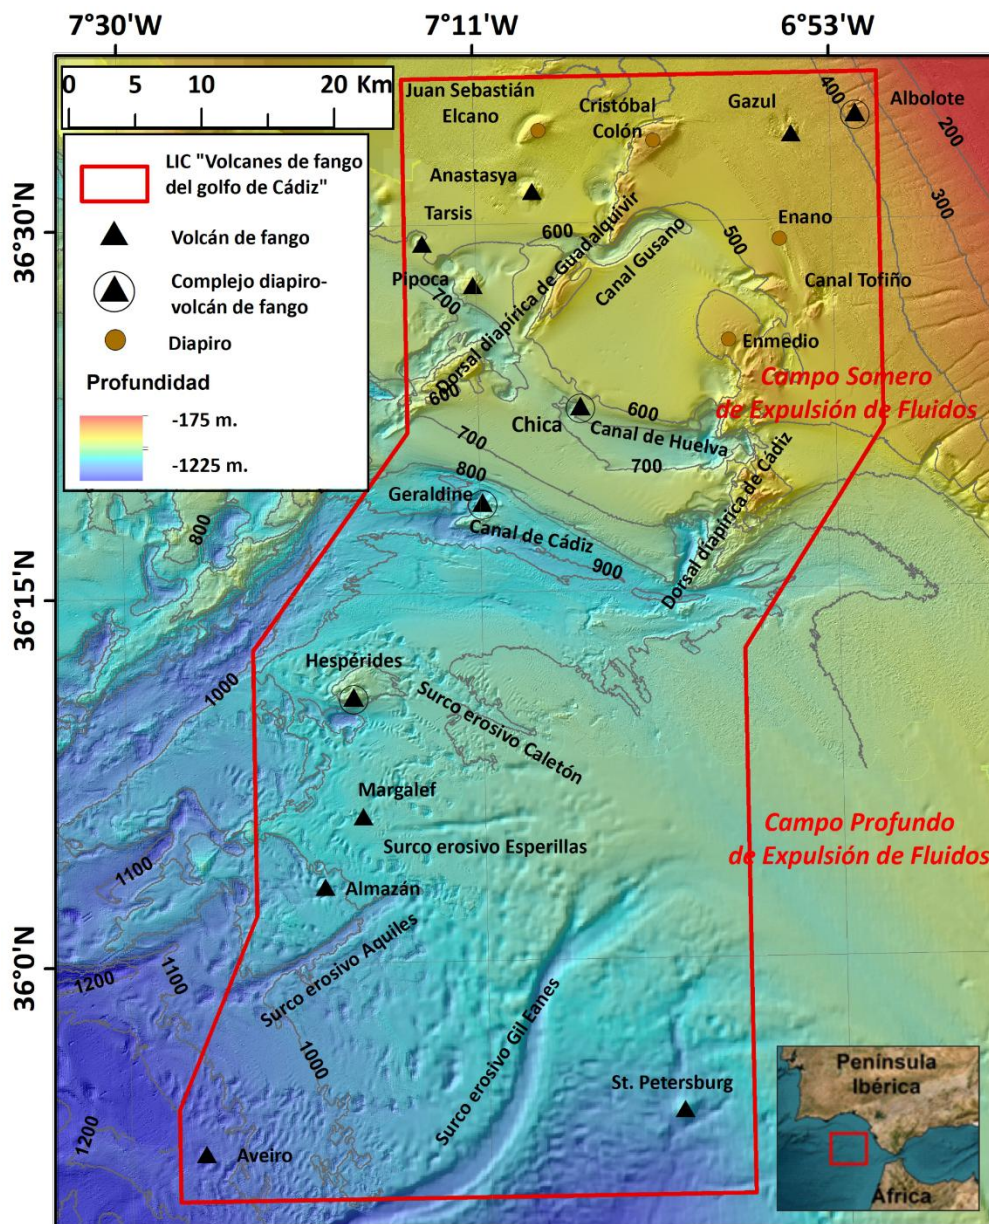 7°30'W
7°11'W
6°53'W
0 5 10 20 Km
LIC "Volcanes de fango
del golfo de Cádiz"
Volcán de fango
Complejo diapiro-
volcán de fango
Diapiro
Profundidad
-175 m.
-1225 m.
36°30'N
36°15'N
36°0'N
Juan Sebastián
Elcano
Cristóbal
Colón
Gazul
Albolote
400
200
300
Anastasya
Tarsis
600
500
Enano
Pipoca
700
Dorsal diapírica de Guadalquivir
Canal Gusano
Canal Tofiño
Enmedio
Campo Somero
de Expulsión de Fluidos
600
600
Chica
Canal de Huelva
700
700
800
Geraldine
Canal de Cádiz
900
Dorsal diapírica de Cádiz
800
1000
Hespérides
Surco erosivo Caletón
Margalef
Surco erosivo Esperillas
Campo Profundo
de Expulsión de Fluidos
1100
Almazán
Surco erosivo Aquiles
1200
1100
1000
Surco erosivo Gil Eanes
St. Petersburg
1200
Aveiro
Península
Ibérica
África